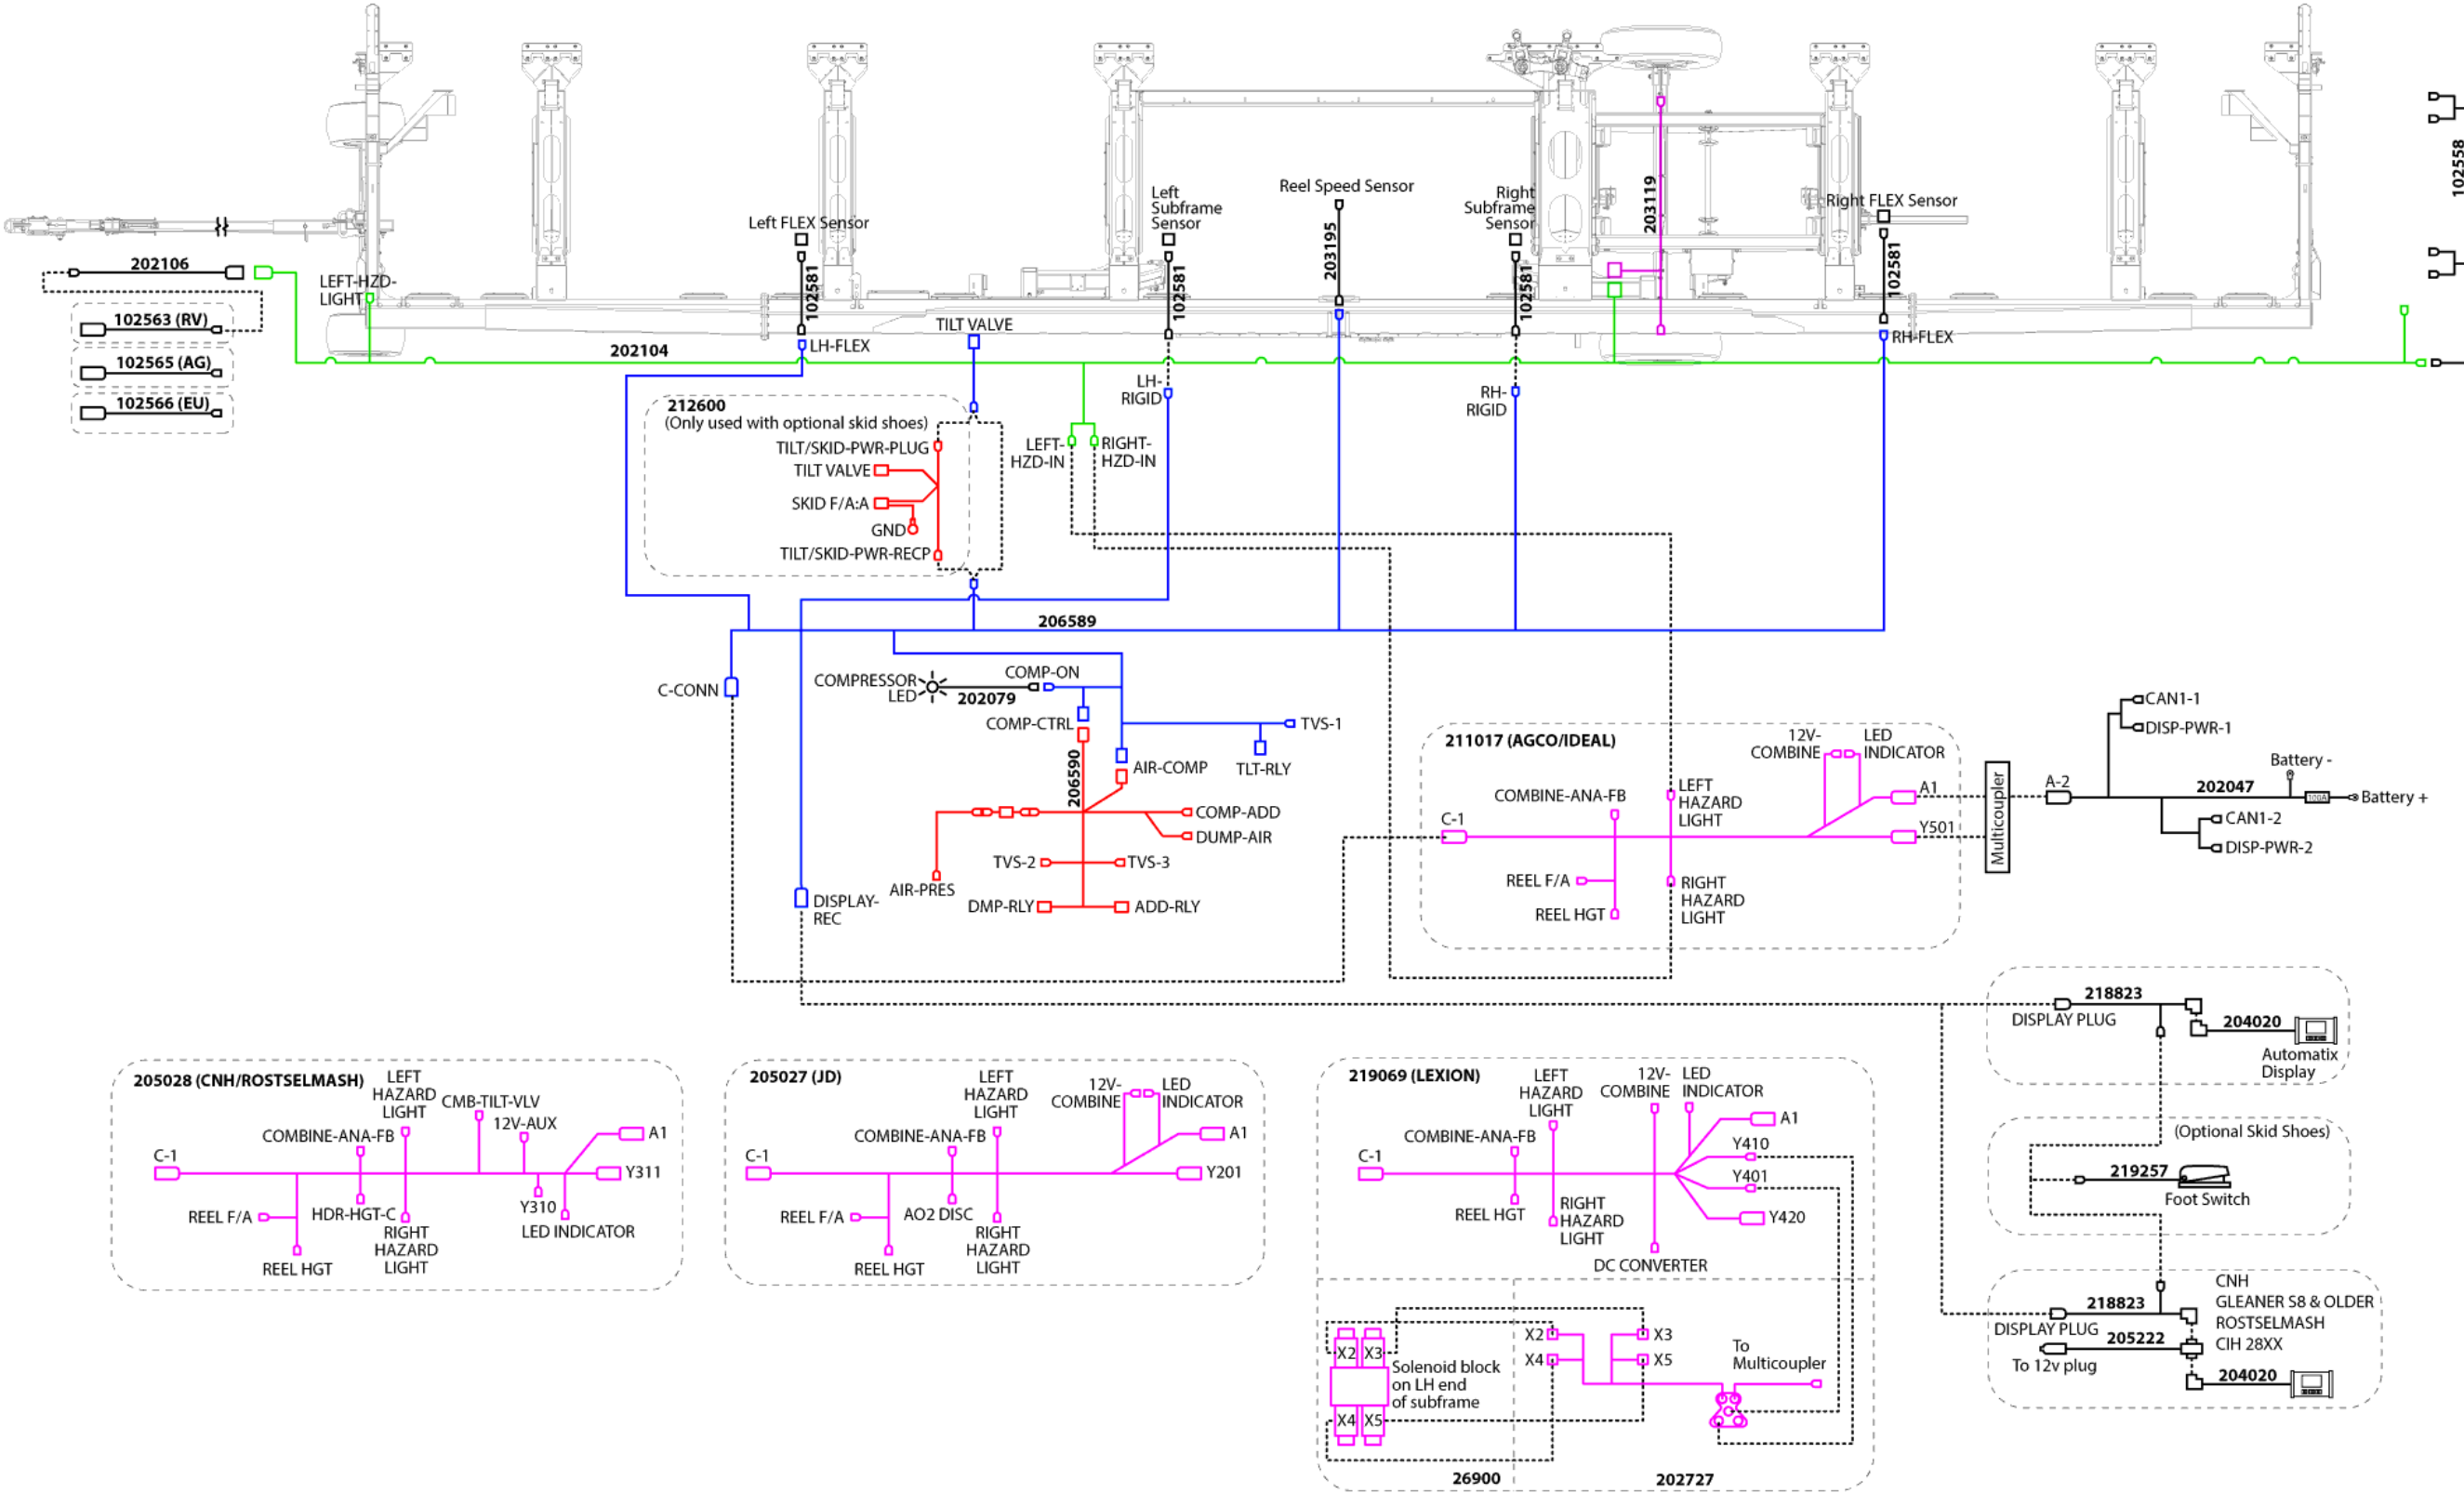 102558
Left
Subframe
Sensor
Reel Speed Sensor
Right
Subframe
Sensor
203119
Right FLEX Sensor
Left FLEX Sensor
203195
202106
102581
102581
102581
102581
LEFT-HZD-
LIGHT
102563 (RV)
102565 (AG)
102566 (EU)
TILT VALVE
LH-FLEX
RH-FLEX
202104
LH-
RIGID
RH-
RIGID
212600
(Only used with optional skid shoes)
TILT/SKID-PWR-PLUG
TILT VALVE
SKID F/A:A
GND
TILT/SKID-PWR-RECP
LEFT-
HZD-IN
RIGHT-
HZD-IN
206589
C-CONN
COMPRESSOR
LED
202079
COMP-ON
COMP-CTRL
TVS-1
TLT-RLY
AIR-COMP
206590
COMP-ADD
DUMP-AIR
TVS-2
TVS-3
AIR-PRES
DMP-RLY
ADD-RLY
DISPLAY-
REC
211017 (AGCO/IDEAL)
12V-
COMBINE
LED
INDICATOR
COMBINE-ANA-FB
LEFT
HAZARD
LIGHT
A1
C-1
Y501
REEL F/A
REEL HGT
RIGHT
HAZARD
LIGHT
Multicoupler
CAN1-1
DISP-PWR-1
A-2
202047
Battery -
100A
Battery +
CAN1-2
DISP-PWR-2
218823
DISPLAY PLUG
204020
Automatix
Display
(Optional Skid Shoes)
219257
Foot Switch
218823
DISPLAY PLUG
205222
To 12v plug
204020
CNH
GLEANER S8 & OLDER
ROSTSELMASH
CIH 28XX
205028 (CNH/ROSTSELMASH)
LEFT
HAZARD
LIGHT
CMB-TILT-VLV
12V-AUX
COMBINE-ANA-FB
A1
C-1
Y311
REEL F/A
HDR-HGT-C
Y310
LED INDICATOR
RIGHT
HAZARD
LIGHT
REEL HGT
205027 (JD)
LEFT
HAZARD
LIGHT
12V-
COMBINE
LED
INDICATOR
COMBINE-ANA-FB
A1
C-1
Y201
REEL F/A
AO2 DISC
RIGHT
HAZARD
LIGHT
REEL HGT
219069 (LEXION)
LEFT
HAZARD
LIGHT
12V-
COMBINE
LED
INDICATOR
COMBINE-ANA-FB
A1
Y410
C-1
Y401
REEL HGT
RIGHT
HAZARD
LIGHT
Y420
DC CONVERTER
X2
X3
X4
X5
X2
X3
X4
X5
Solenoid block
on LH end
of subframe
To
Multicoupler
26900
202727